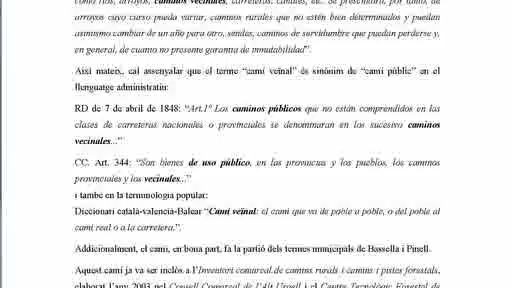 como ríos, arroyos, caminos vecinales, carreteras, canales, etc. Se presentará, por tanto, de
arroyos cuyo curso pueda variar, caminos rurales que no estén bien determinados y puedan
asimismo cambiar de un año para otro, sendas, caminos de servidumbre que puedan perderse y,
en general, de cuanto no presente garantía de inmutabilidad".
Així mateix, cal assenyalar que el terme "camí veïnal" és sinònim de "camí públic" en el
llenguatge administratiu:
RD de 7 de abril de 1848: "Art.1º Los caminos públicos que no están comprendidos en las
clases de carreteras nacionales o provinciales se denominaran en los sucesivo caminos
vecinales..."
CC. Art. 344: "Son bienes de uso público, en las provincias y los pueblos, los caminos
provinciales y los vecinales..."
i també en la terminologia popular:
Diccionari català-valencià-Balear "Camí veïnal: el camí que va de poble a poble, o del poble al
camí real o a la carretera.".
Addicionalment, el camí, en bona part, fa la partió dels termes municipals de Bassella i Pinell.
Aquest camí ja va ser inclòs a l'Inventari comarcal de camins rurals i camins i pistes forestals,
elaborat l'any 2003 pel Consell Comarcal de l'Alt Urgell i el Centre Tecnològic Forestal de